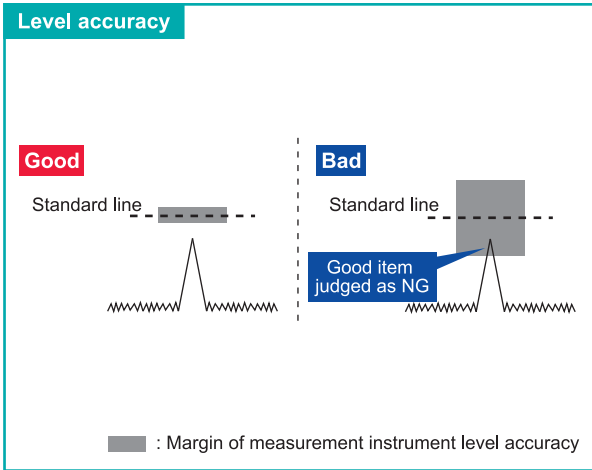 Level accuracy
Good
Bad
Standard line
Standard line
Good item
judged as NG
: Margin of measurement instrument level accuracy